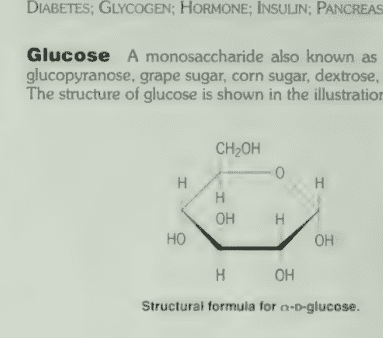 DIABETES; GLYCOGEN; HORMONE; INSULIN; PANCREAS
Glucose A monosaccharide also known as
glucopyranose, grape sugar, corn sugar, dextrose,
The structure of glucose is shown in the illustration
CH₂OH
O
H
H
H
OH
H
HO
OH
H
OH
Structural formula for α-D-glucose.